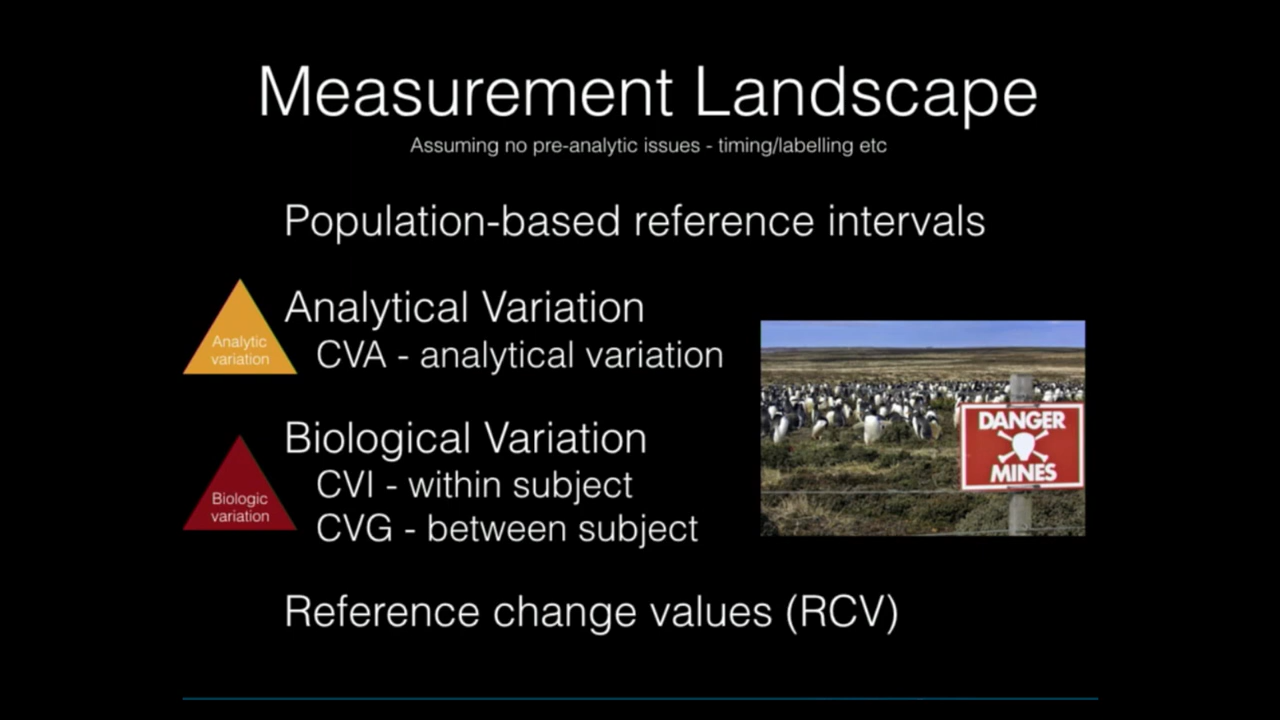 Measurement Landscape
Assuming no pre-analytic issues - timing/labelling etc
Population-based reference intervals
Analytic
variation
Analytical Variation
CVA - analytical variation
DANGER
MINES
Biologic
variation
Biological Variation
CVI - within subject
CVG - between subject
Reference change values (RCV)